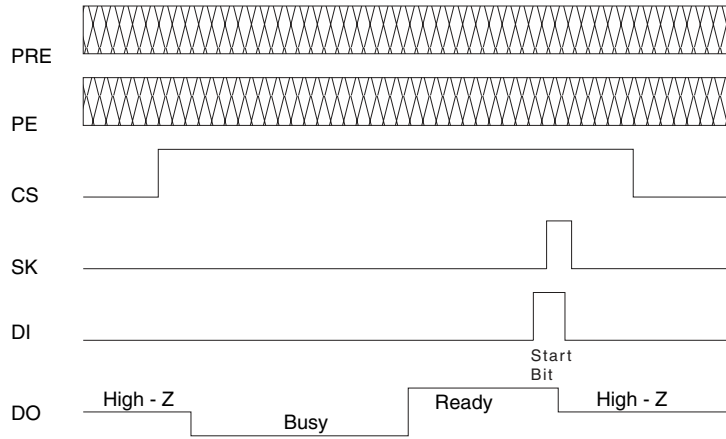 PRE
PE
CS
SK
DI
Start
Bit
DO
High - Z
Busy
Ready
High - Z